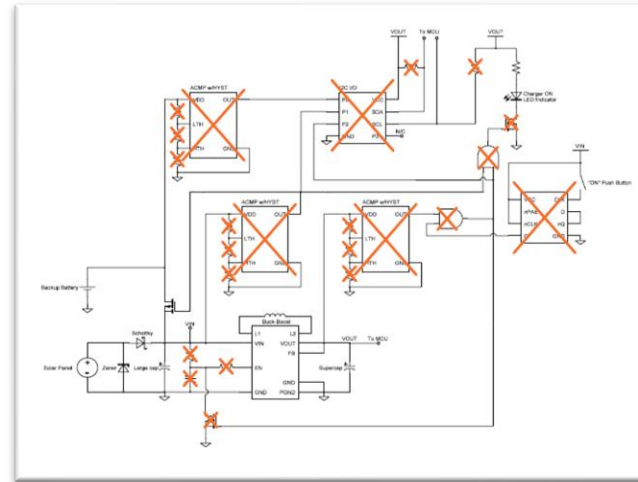 VOUT
To MCU
VOUT
ACMP w/HYST
I2C I/O
VDD
OUT
P0
VCC
Charger ON
LED Indicator
LTH
P1
SDA
P2
SCL
N/C
GND
VIN
"ON" Push Button
ACMP w/HYST
ACMP w/HYST
VDD
OUT
VDD
OUT
D
LTH
LTH
nQ
GND
GND
Backup Battery
Buck-Boost
Schottky
VIN
L1
L2
VOUT
To MCU
VIN
VOUT
FB
Solar Panel
Zener
Large cap
EN
Supercap
GND
GND
PGND